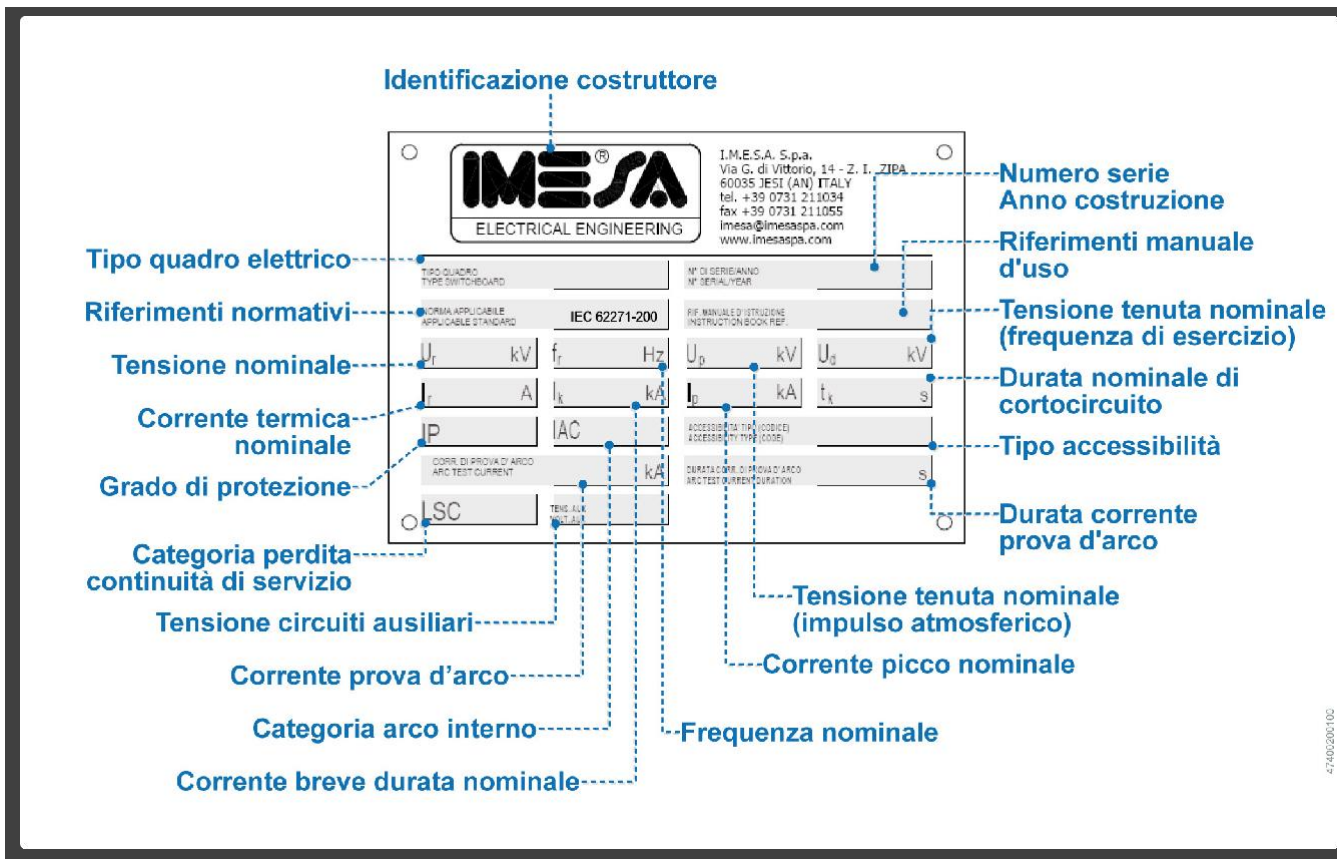 Identificazione costruttore
IMESA®
ELECTRICAL ENGINEERING
I.M.E.S.A. S.p.a.
Via G. di Vittorio, 14 - Z. I. ZIPA
60035 JESI (AN) ITALY
tel. +39 0731 211034
fax +39 0731 211055
imesa@imesaspa.com
www.imesaspa.com
Numero serie
Anno costruzione
Tipo quadro elettrico
TIPO QUADRO
TYPE SWITCHBOARD
N° DI SERIE/ANNO
N° SERIAL/YEAR
Riferimenti manuale
d'uso
Riferimenti normativi
NORMA APPLICABILE
APPLICABLE STANDARD
IEC 62271-200
RIF. MANUALE D'ISTRUZIONE
INSTRUCTION BOOK REF.
Tensione tenuta nominale
(frequenza di esercizio)
Tensione nominale
Ur kV fr Hz Up kV Ud kV
Durata nominale di
cortocircuito
Corrente termica
nominale
Ir A Ik kA Ip kA tk s
Grado di protezione
IP IAC
ACCESSIBILITA' TIPO (CODICE)
ACCESSIBILITY TYPE (CODE)
Tipo accessibilità
CORR. DI PROVA D' ARCO
ARC TEST CURRENT
kA
DURATA CORR. DI PROVA D'ARCO
ARC TEST CURRENT DURATION
s
Durata corrente
prova d'arco
LSC
TENS. AUX
VOLT. AUX
Categoria perdita
continuità di servizio
Tensione circuiti ausiliari
Tensione tenuta nominale
(impulso atmosferico)
Corrente prova d’arco
Corrente picco nominale
Categoria arco interno
Frequenza nominale
Corrente breve durata nominale
47400200100